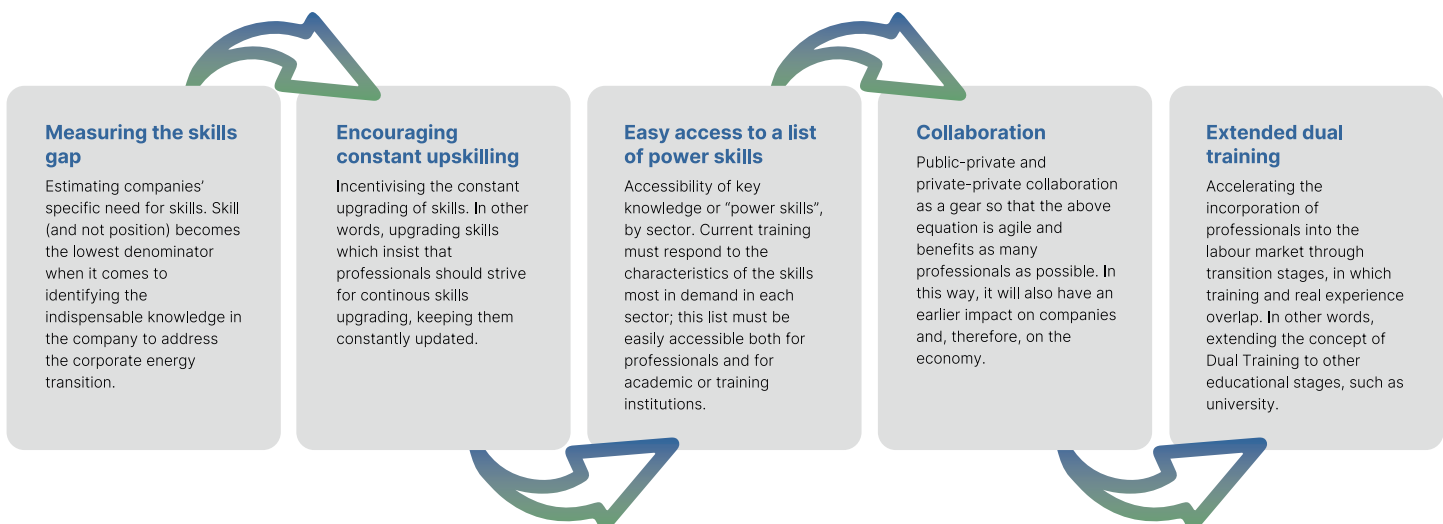 Measuring the skills
gap
Estimating companies’
specific need for skills. Skill
(and not position) becomes
the lowest denominator
when it comes to
identifying the
indispensable knowledge in
the company to address
the corporate energy
transition.
Encouraging
constant upskilling
Incentivising the constant
upgrading of skills. In other
words, upgrading skills
which insist that
professionals should strive
for continous skills
upgrading, keeping them
constantly updated.
Easy access to a list
of power skills
Accessibility of key
knowledge or “power skills”,
by sector. Current training
must respond to the
characteristics of the skills
most in demand in each
sector; this list must be
easily accessible both for
professionals and for
academic or training
institutions.
Collaboration
Public-private and
private-private collaboration
as a gear so that the above
equation is agile and
benefits as many
professionals as possible. In
this way, it will also have an
earlier impact on companies
and, therefore, on the
economy.
Extended dual
training
Accelerating the
incorporation of
professionals into the
labour market through
transition stages, in which
training and real experience
overlap. In other words,
extending the concept of
Dual Training to other
educational stages, such as
university.